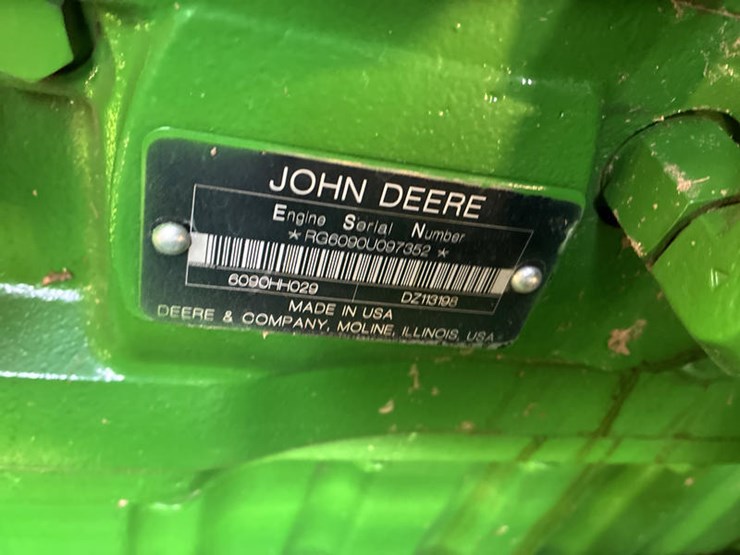 JOHN DEERE
Engine Serial Number
* RG6090U097352 *
6090HH029 DZ113198
MADE IN USA
DEERE & COMPANY, MOLINE, ILLINOIS, USA